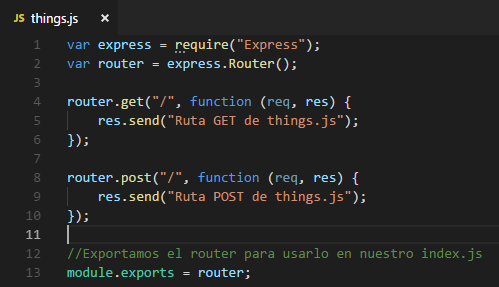 JS things.js ×
1 var express = require("Express");
2 var router = express.Router();
3
4 router.get("/", function (req, res) {
5     res.send("Ruta GET de things.js");
6 });
7
8 router.post("/", function (req, res) {
9     res.send("Ruta POST de things.js");
10 });
11
12 //Exportamos el router para usarlo en nuestro index.js
13 module.exports = router;